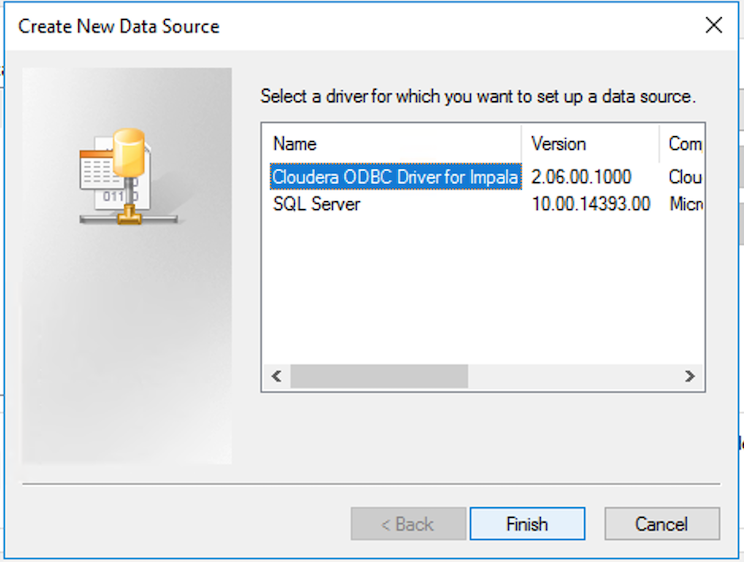 Create New Data Source
Select a driver for which you want to set up a data source.
Name Version Com
Cloudera ODBC Driver for Impala 2.06.00.1000 Clou
SQL Server 10.00.14393.00 Micro
< Back Finish Cancel